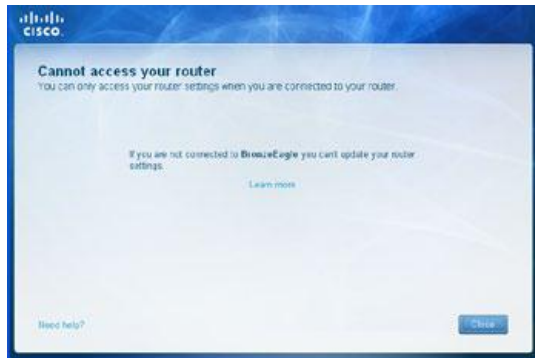 CISCO
Cannot access your router
You can only access your router settings when you are connected to your router.
If you are not connected to BronzeEagle you can't update your router
settings.
Learn more
Need help?
Close